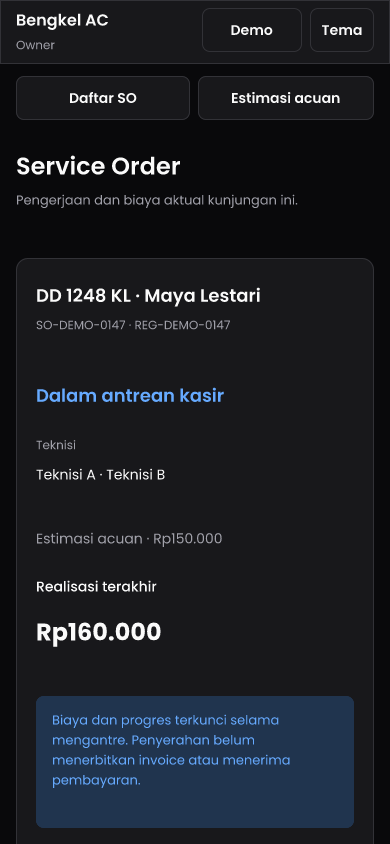 Bengkel AC
Owner
Demo
Tema
Daftar SO
Estimasi acuan
Service Order
Pengerjaan dan biaya aktual kunjungan ini.
DD 1248 KL · Maya Lestari
SO-DEMO-0147 · REG-DEMO-0147
Dalam antrean kasir
Teknisi
Teknisi A · Teknisi B
Estimasi acuan · Rp150.000
Realisasi terakhir
Rp160.000
Biaya dan progres terkunci selama
mengantre. Penyerahan belum
menerbitkan invoice atau menerima
pembayaran.